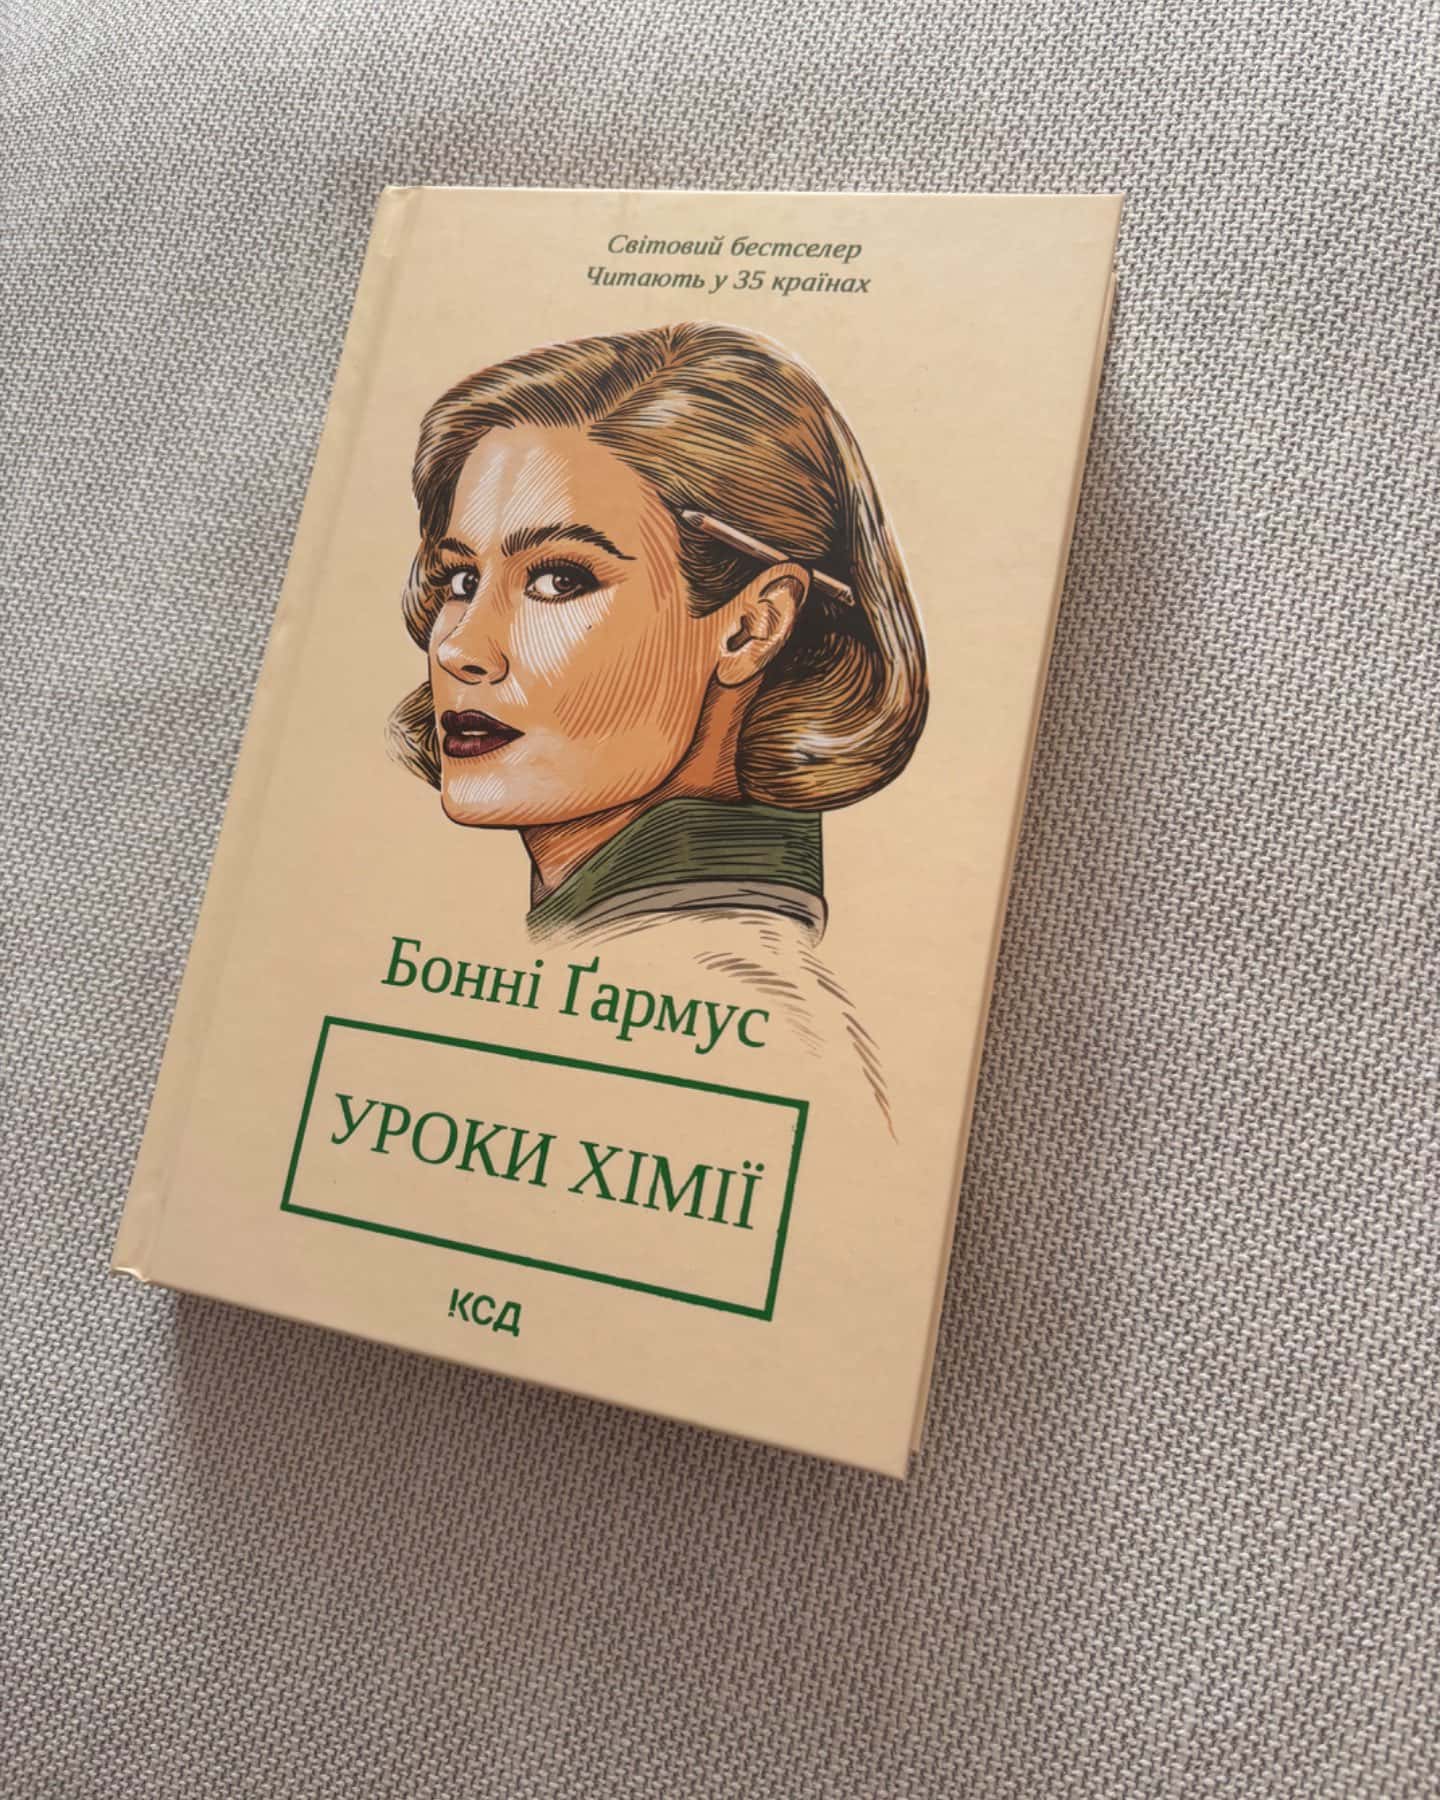 Світовий бестселер
Читають у 35 країнах
Бонні Ґармус
УРОКИ ХІМІЇ
КСД